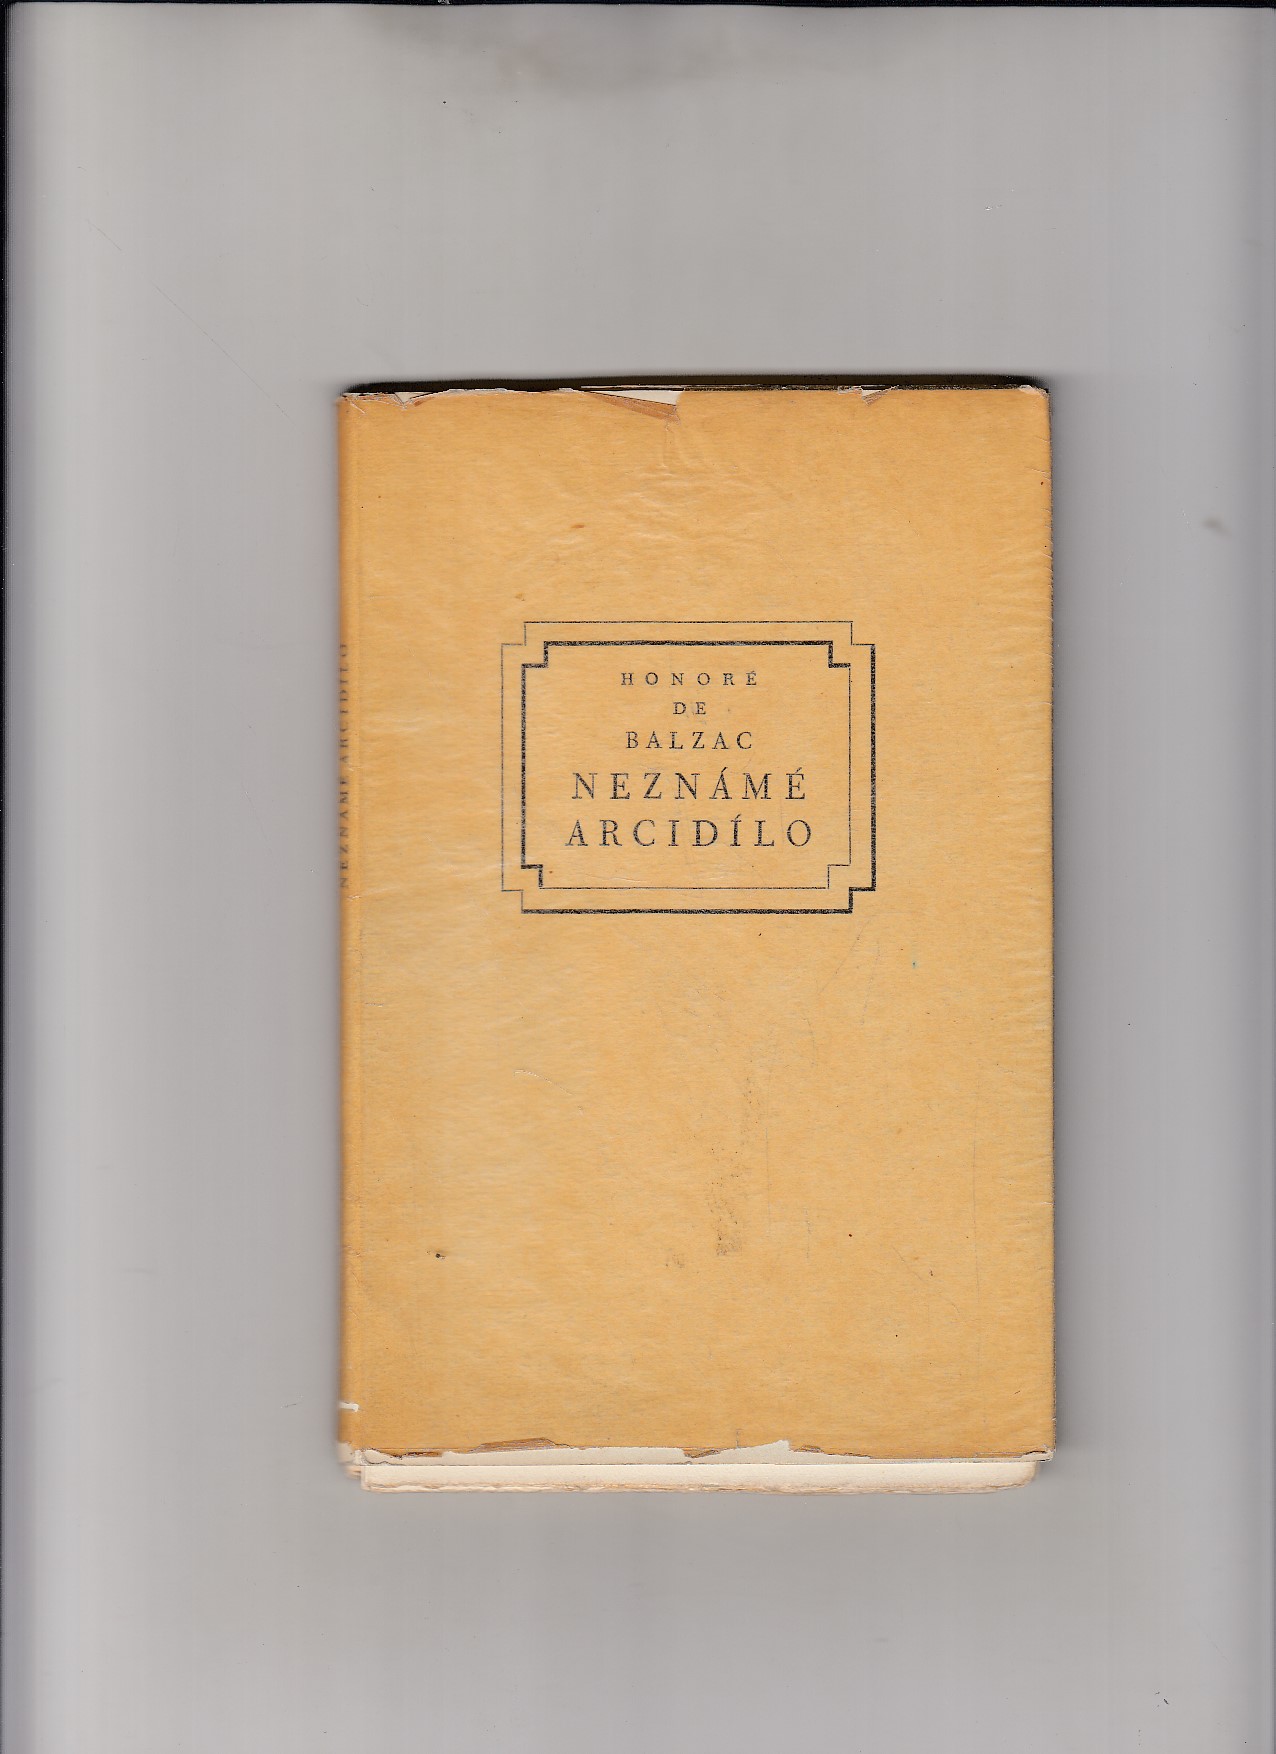 HONORÉ
DE
BALZAC
NEZNÁMÉ
ARCIDÍLO
NEZNÁMÉ ARCIDÍLO